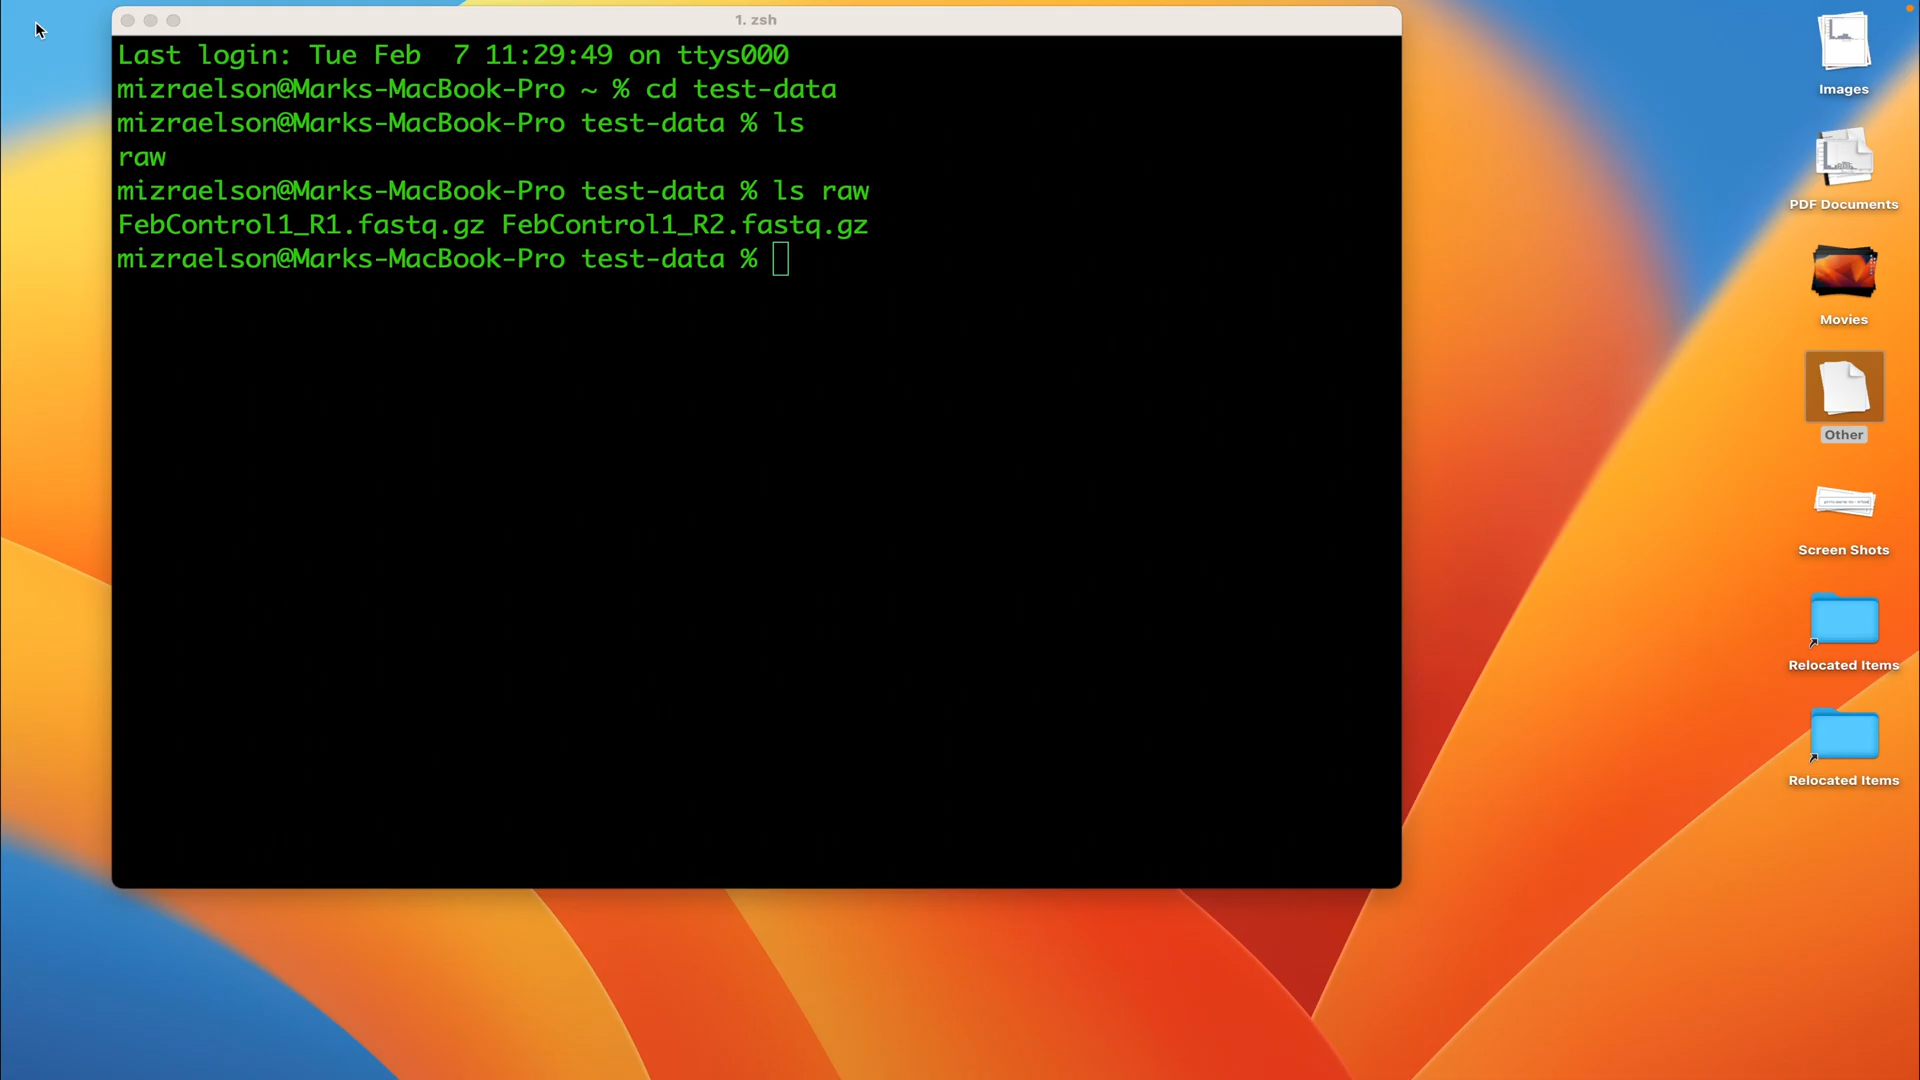 1. zsh
Last login: Tue Feb  7 11:29:49 on ttys000
mizraelson@Marks-MacBook-Pro ~ % cd test-data
mizraelson@Marks-MacBook-Pro test-data % ls
raw
mizraelson@Marks-MacBook-Pro test-data % ls raw
FebControl1_R1.fastq.gz FebControl1_R2.fastq.gz
mizraelson@Marks-MacBook-Pro test-data %
Images
PDF Documents
Movies
Other
Screen Shots
Relocated Items
Relocated Items